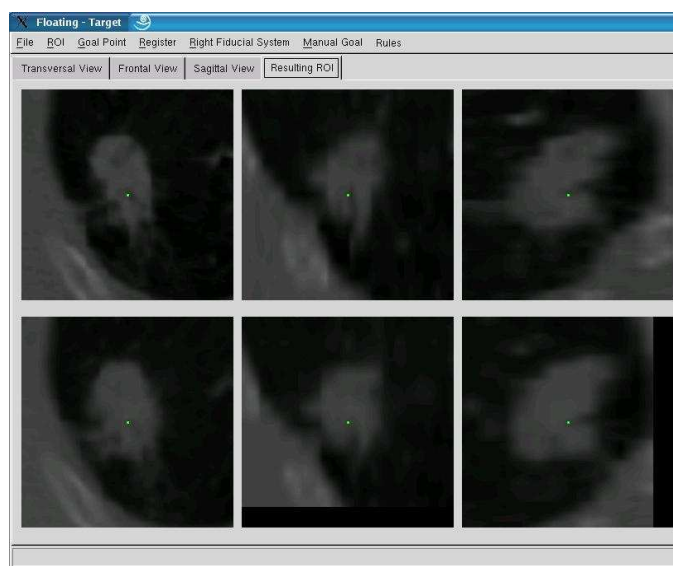 Floating - Target
File ROI Goal Point Register Right Fiducial System Manual Goal Rules
Transversal View Frontal View Sagittal View Resulting ROI